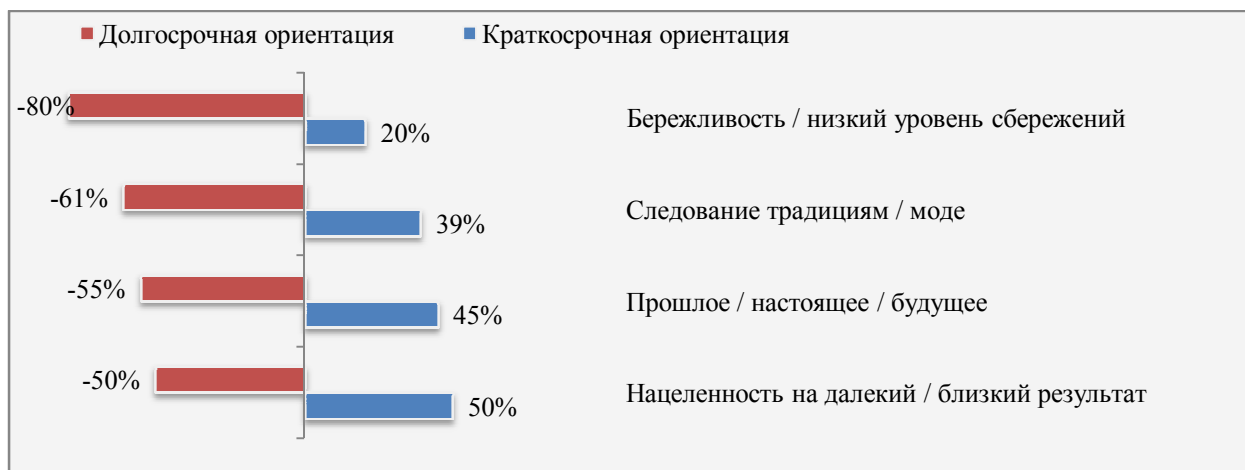 Долгосрочная ориентация Краткосрочная ориентация
-80% 20% Бережливость / низкий уровень сбережений
-61% 39% Следование традициям / моде
-55% 45% Прошлое / настоящее / будущее
-50% 50% Нацеленность на далекий / близкий результат